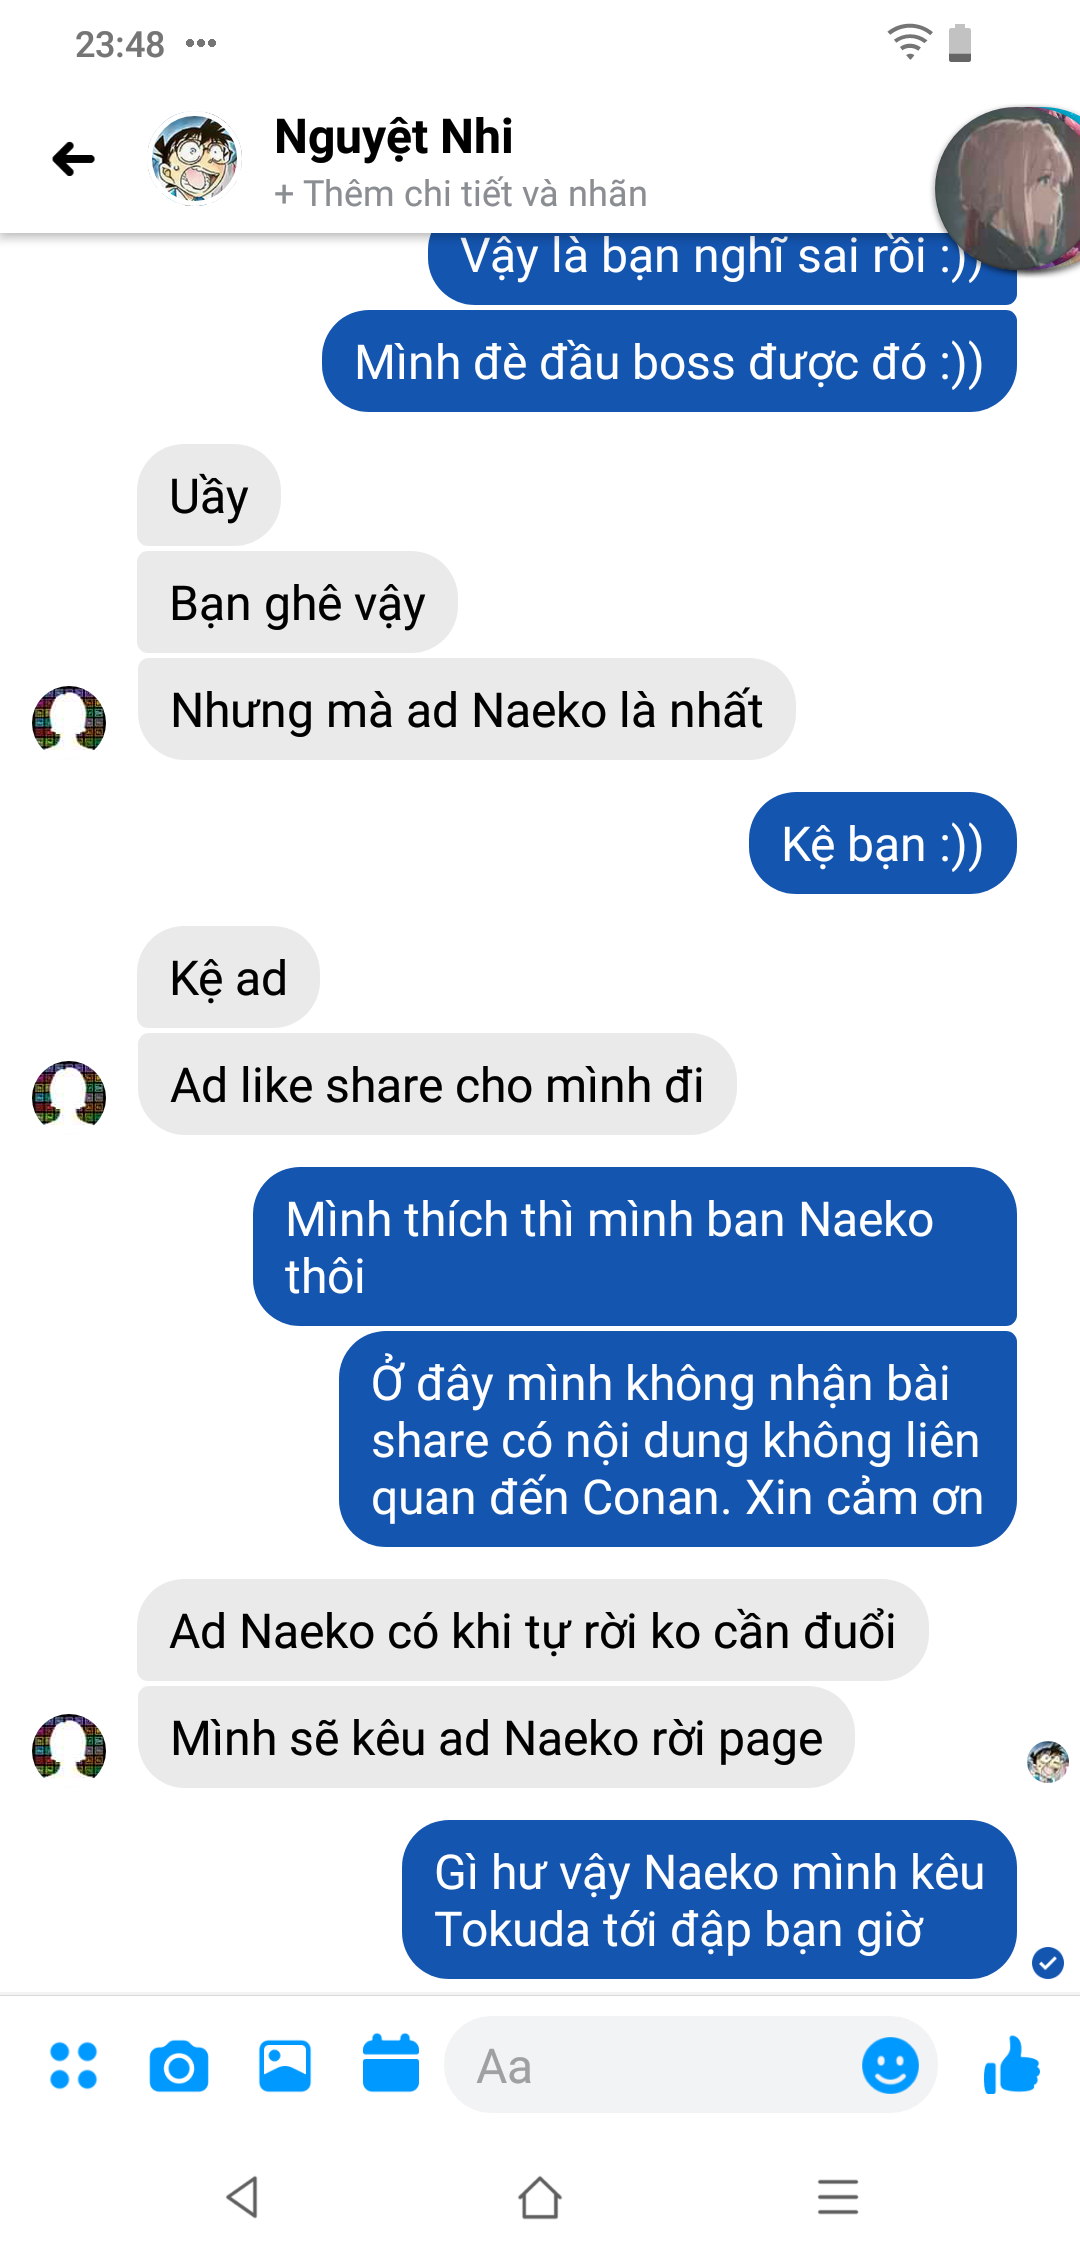 23:48
Nguyệt Nhi
+ Thêm chi tiết và nhãn
Vậy là bạn nghĩ sai rồi :))
Mình đè đầu boss được đó :))
Uầy
Bạn ghê vậy
Nhưng mà ad Naeko là nhất
Kệ bạn :))
Kệ ad
Ad like share cho mình đi
Mình thích thì mình ban Naeko
thôi
Ở đây mình không nhận bài
share có nội dung không liên
quan đến Conan. Xin cảm ơn
Ad Naeko có khi tự rời ko cần đuổi
Mình sẽ kêu ad Naeko rời page
Gì hư vậy Naeko mình kêu
Tokuda tới đập bạn giờ
Aa